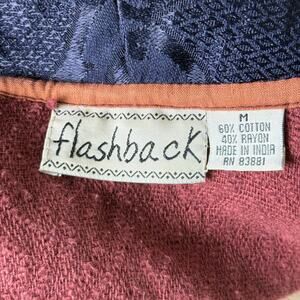 flashback
M
60% COTTON
40% RAYON
MADE IN INDIA
RN 83881